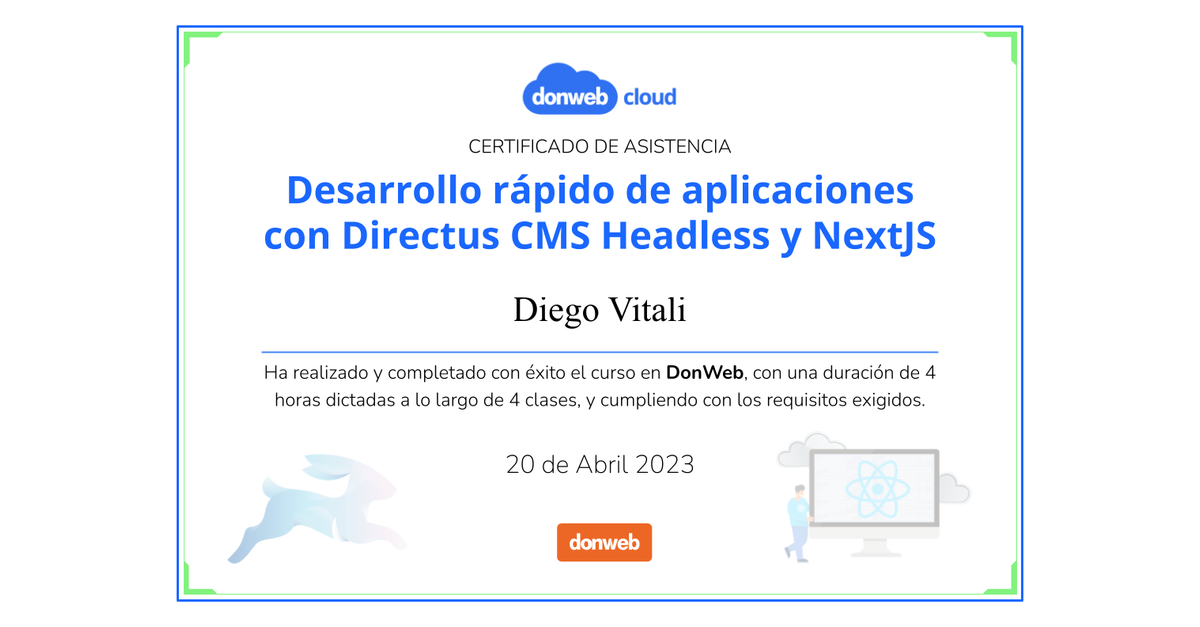 donweb cloud
CERTIFICADO DE ASISTENCIA
Desarrollo rápido de aplicaciones
con Directus CMS Headless y NextJS
Diego Vitali
Ha realizado y completado con éxito el curso en DonWeb, con una duración de 4
horas dictadas a lo largo de 4 clases, y cumpliendo con los requisitos exigidos.
20 de Abril 2023
donweb